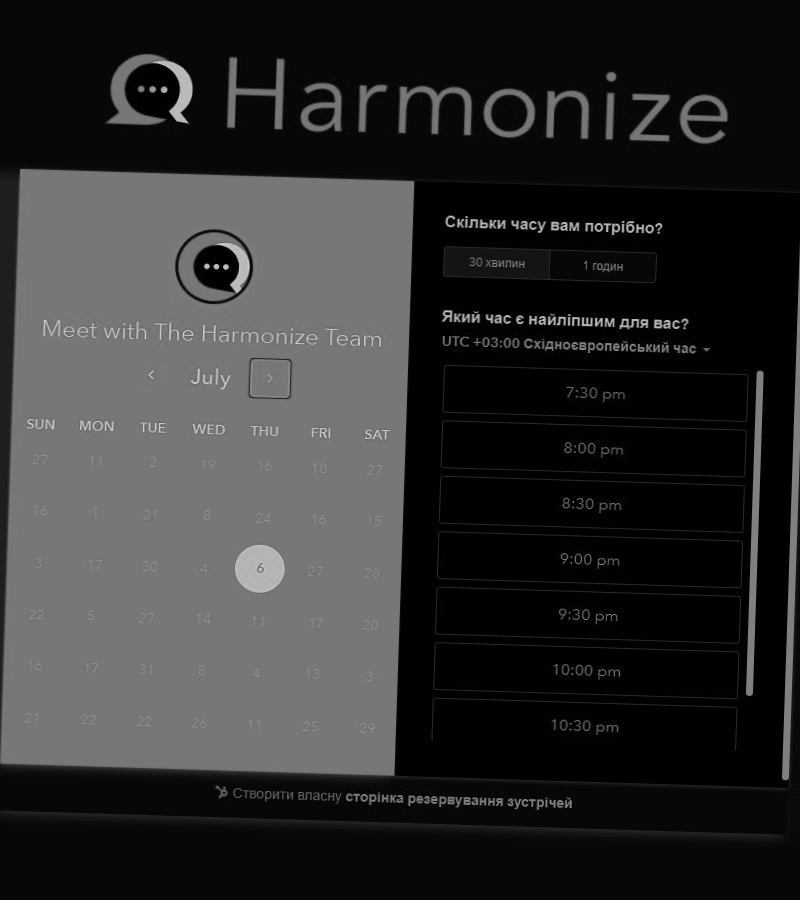 Harmonize
Meet with The Harmonize Team
July
SUN MON TUE WED THU FRI SAT
27 11 2 19 16 18 27
16 1 21 8 24 16 15
3 17 30 4 6 27 28
22 5 27 14 11 17 20
16 17 31 8 4 13 3
21 22 22 26 11 25 29
Скільки часу вам потрібно?
30 хвилин 1 годин
Який час є найліпшим для вас?
UTC +03:00 Східноєвропейський час
7:30 pm
8:00 pm
8:30 pm
9:00 pm
9:30 pm
10:00 pm
10:30 pm
Створити власну сторінка резервування зустрічей